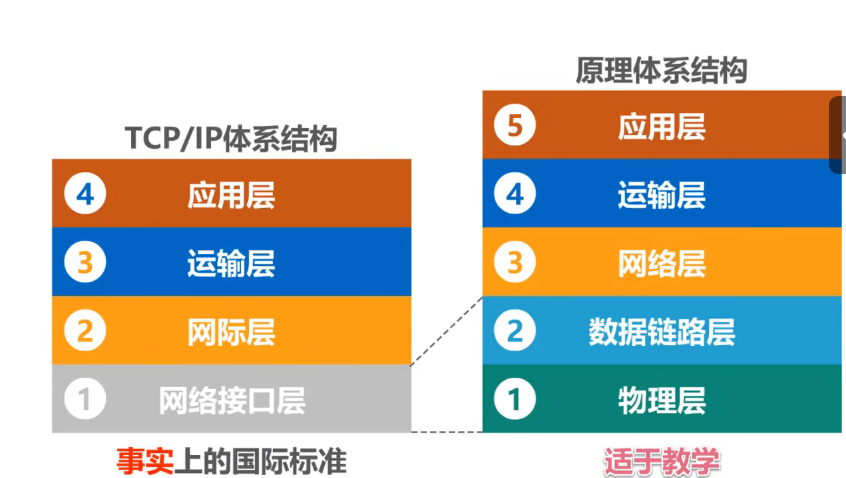 TCP/IP体系结构
4 应用层
3 运输层
2 网际层
1 网络接口层
事实上的国际标准
原理体系结构
5 应用层
4 运输层
3 网络层
2 数据链路层
1 物理层
适于教学